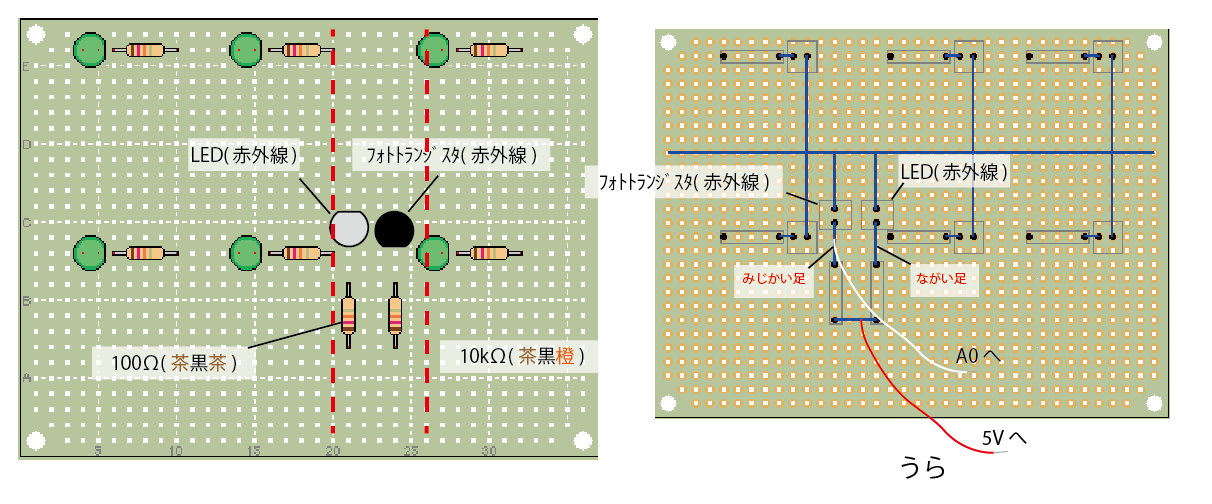 E
D
LED( 赤外線)
ﾌｫﾄﾄﾗﾝｼﾞｽﾀ( 赤外線 )
C
B
100Ω( 茶黒茶 )
10kΩ( 茶黒橙 )
A
5
10
15
20
25
30
ﾌｫﾄﾄﾗﾝｼﾞｽﾀ( 赤外線 )
LED( 赤外線)
みじかい足
ながい足
A0 へ
5V へ
うら